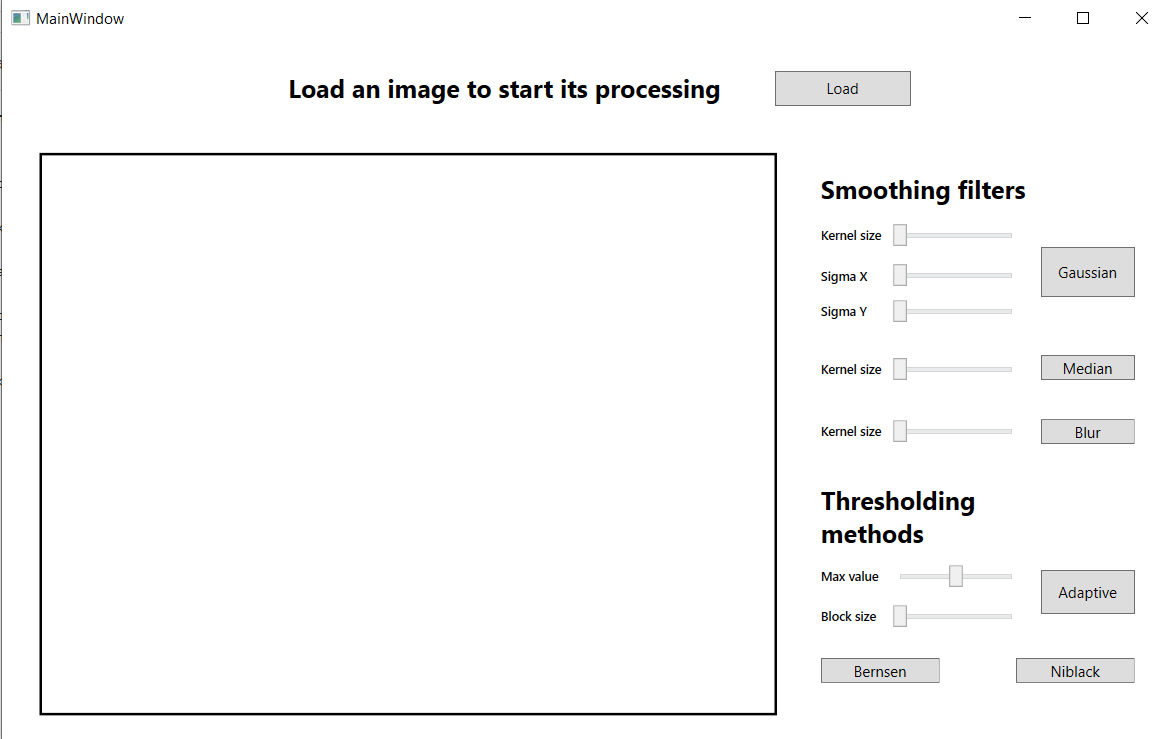 MainWindow
Load an image to start its processing
Load
Smoothing filters
Kernel size
Sigma X
Gaussian
Sigma Y
Kernel size
Median
Kernel size
Blur
Thresholding
methods
Max value
Adaptive
Block size
Bernsen
Niblack